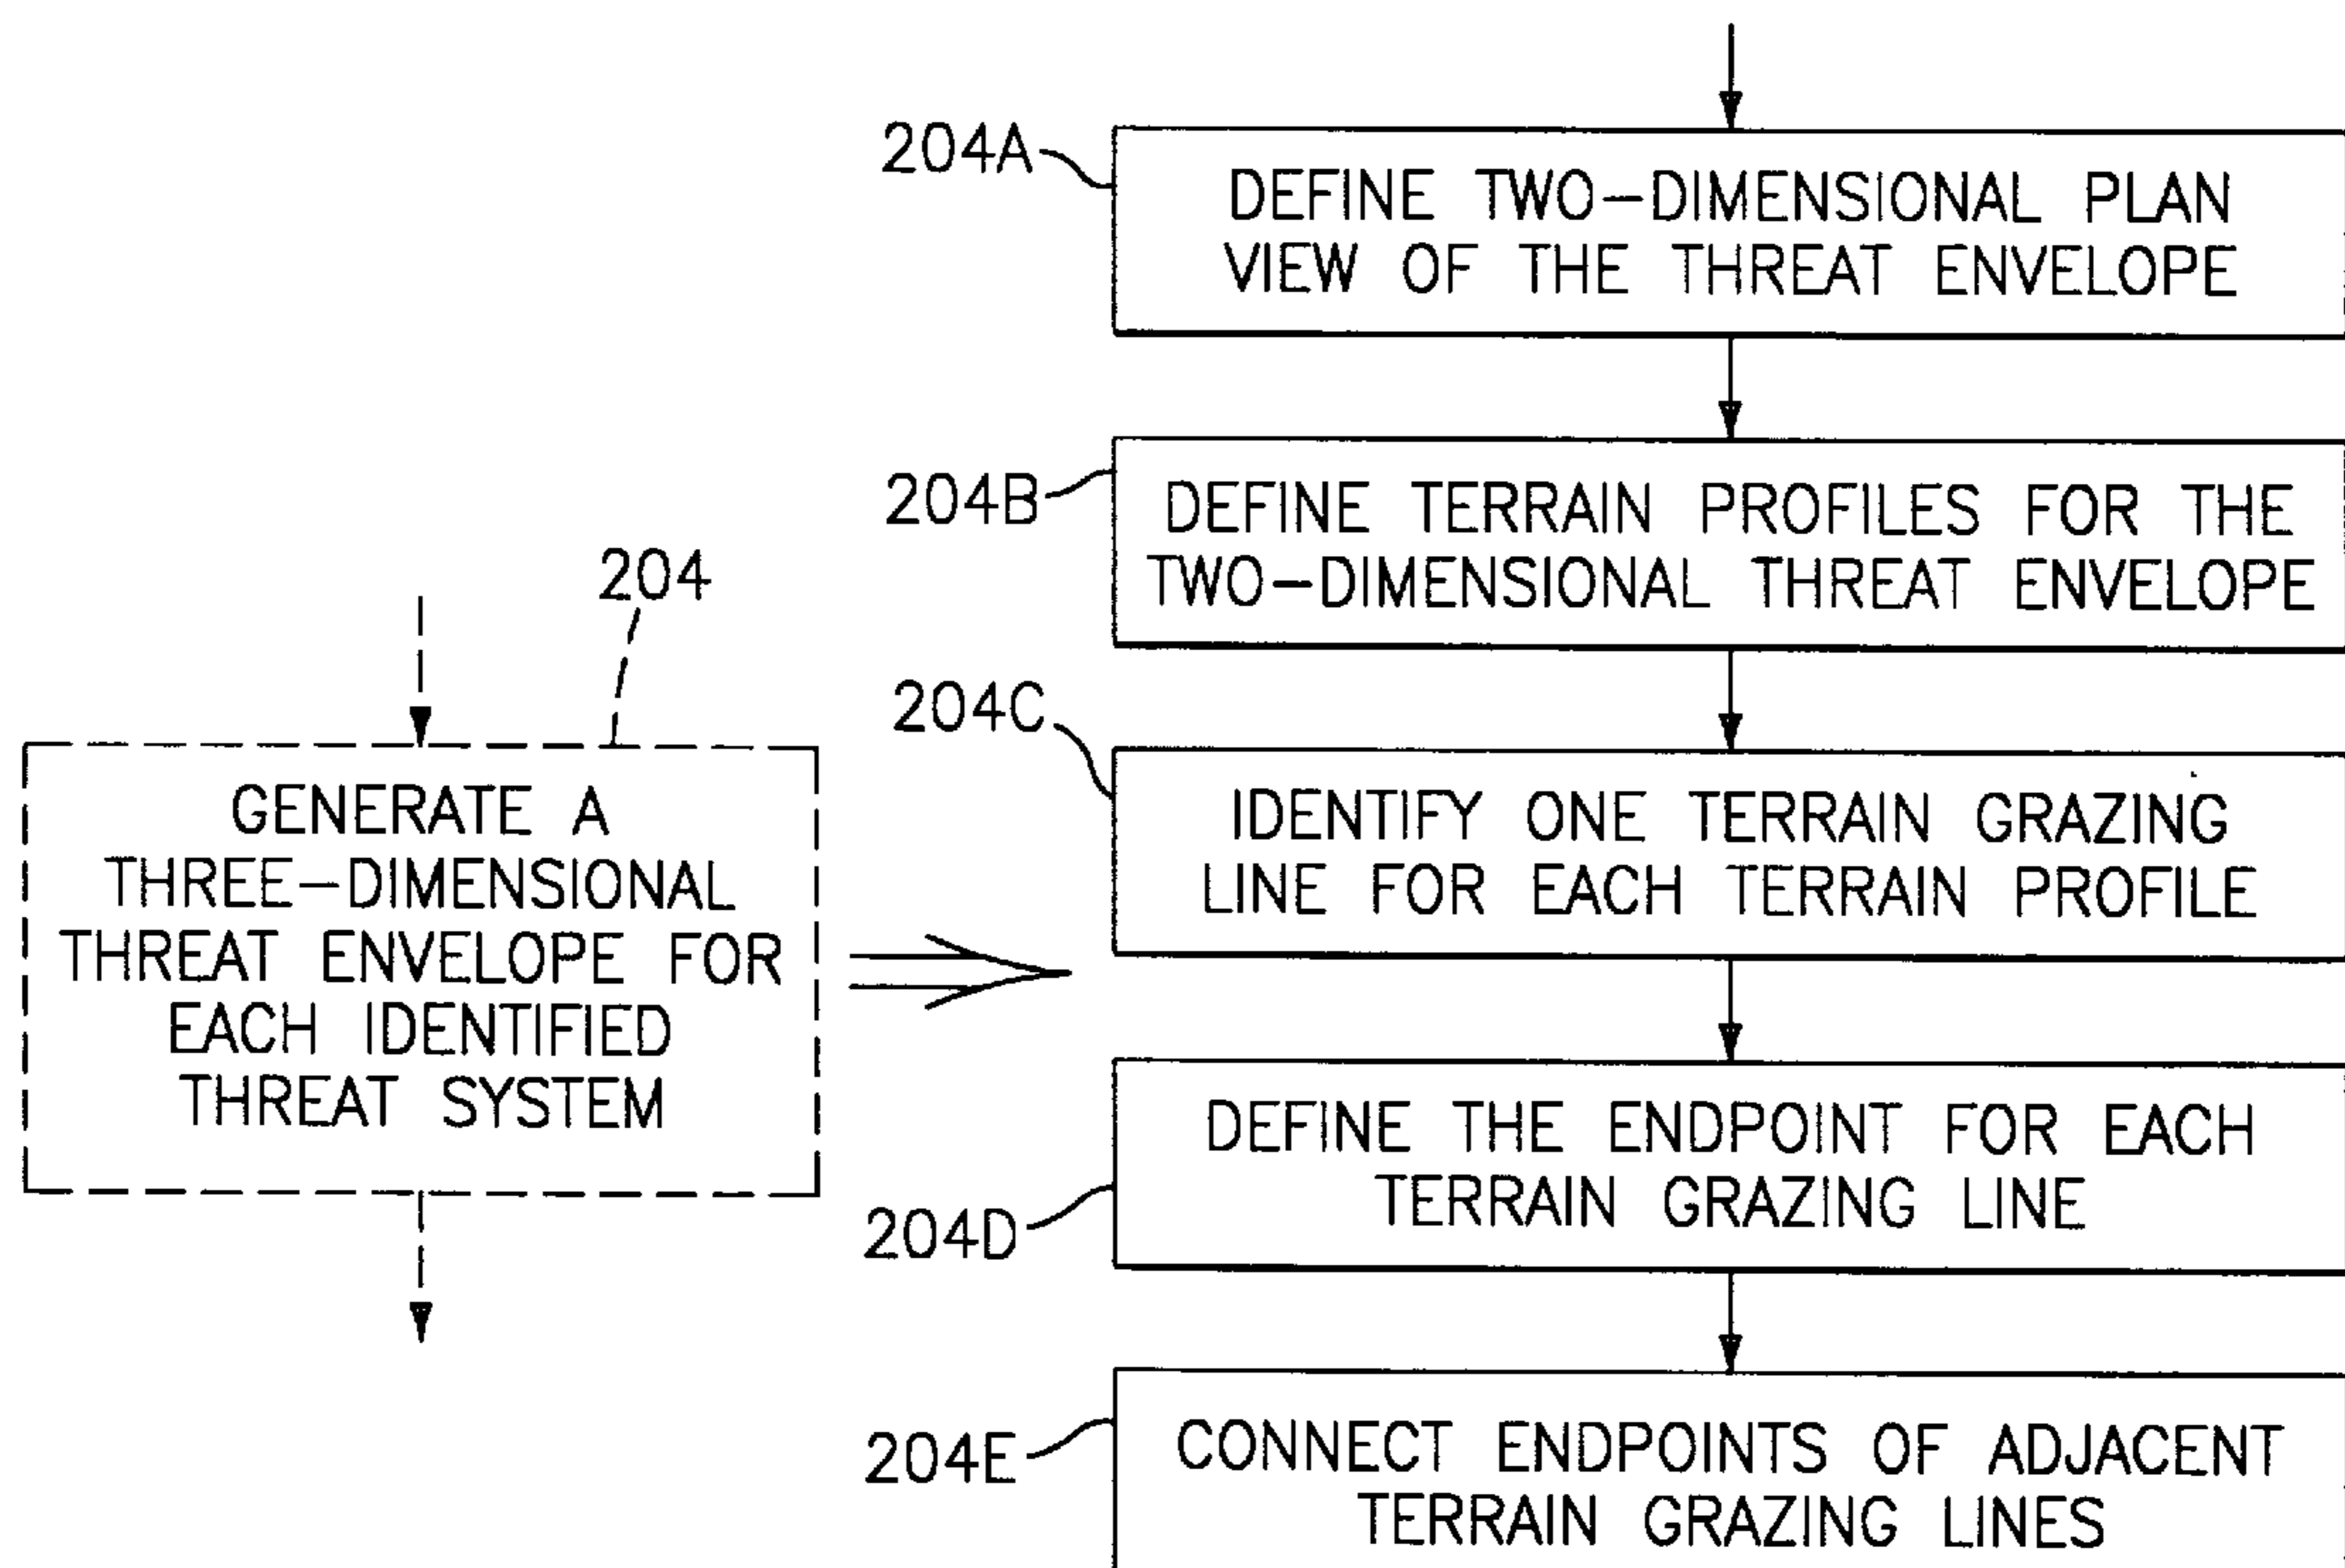 204
GENERATE A
THREE-DIMENSIONAL
THREAT ENVELOPE FOR
EACH IDENTIFIED
THREAT SYSTEM
204A
DEFINE TWO-DIMENSIONAL PLAN
VIEW OF THE THREAT ENVELOPE
204B
DEFINE TERRAIN PROFILES FOR THE
TWO-DIMENSIONAL THREAT ENVELOPE
204C
IDENTIFY ONE TERRAIN GRAZING
LINE FOR EACH TERRAIN PROFILE
204D
DEFINE THE ENDPOINT FOR EACH
TERRAIN GRAZING LINE
204E
CONNECT ENDPOINTS OF ADJACENT
TERRAIN GRAZING LINES